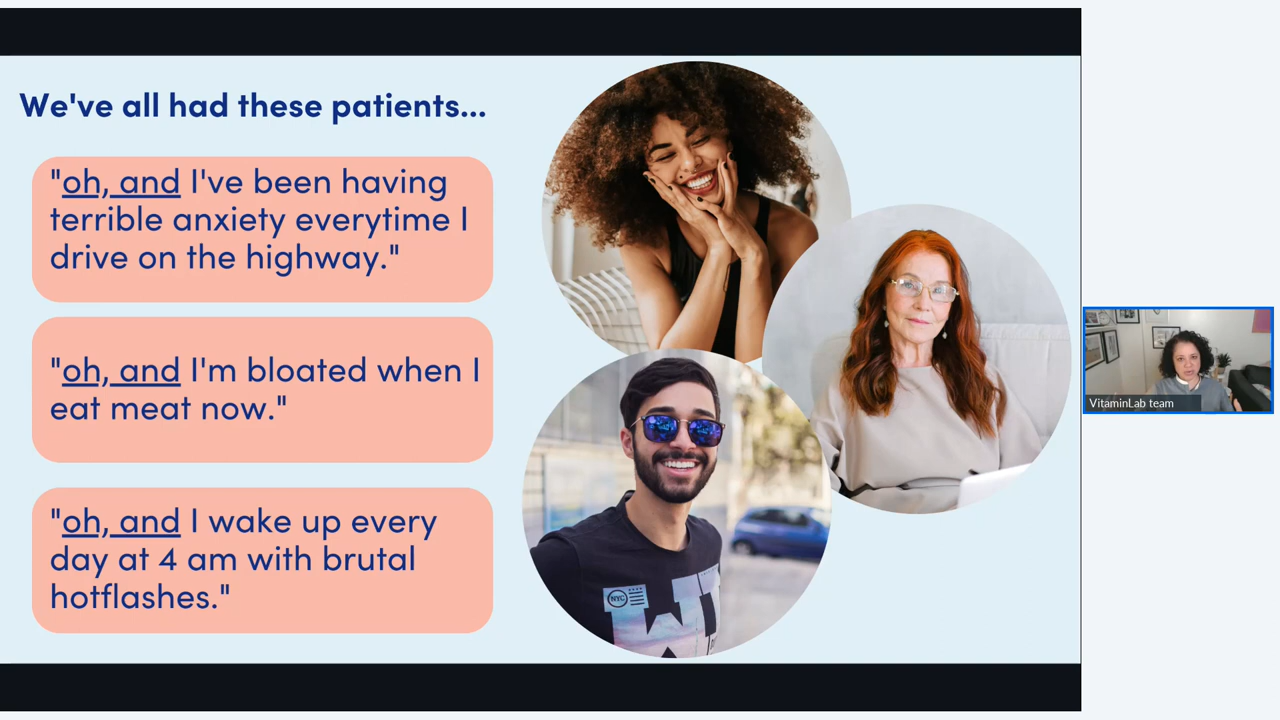 We've all had these patients...
"oh, and I've been having
terrible anxiety everytime I
drive on the highway."
"oh, and I'm bloated when I
eat meat now."
"oh, and I wake up every
day at 4 am with brutal
hotflashes."
NYC
VitaminLab team